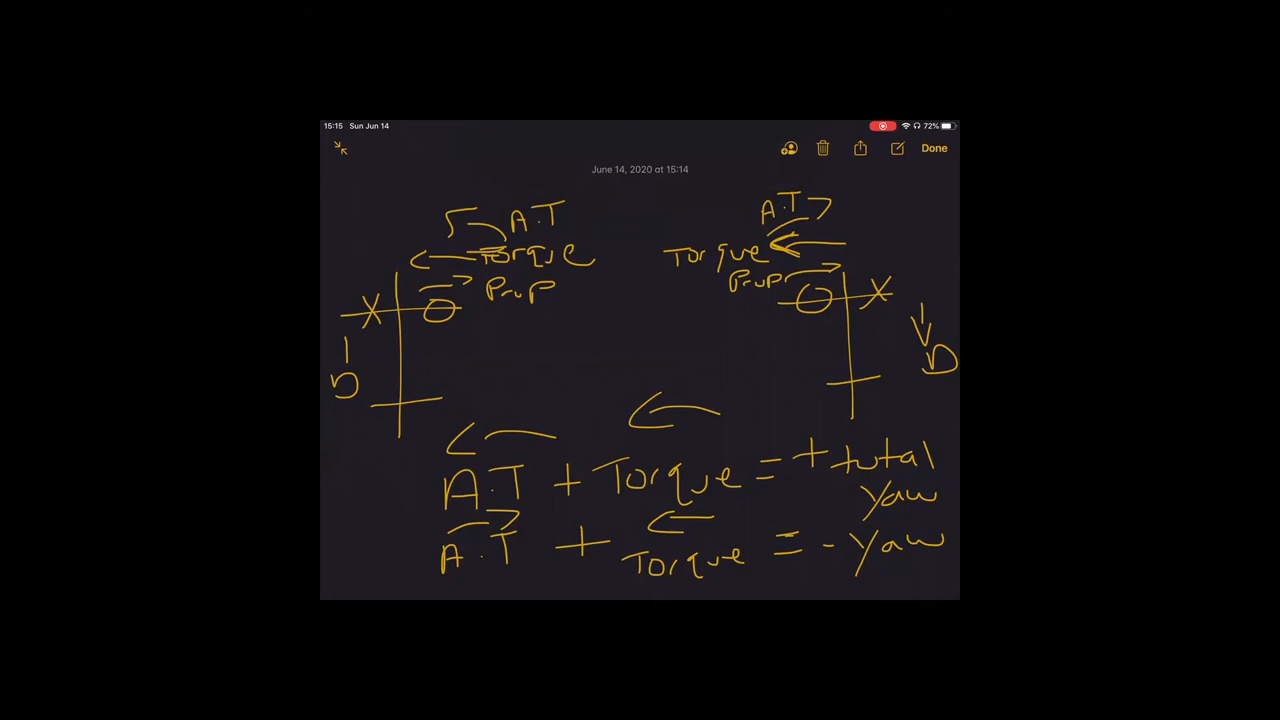 15:15 Sun Jun 14
72%
Done
June 14, 2020 at 15:14
A.T
Torque
Prop
X
D
A.T
Torque
Prop
X
D
A.T + Torque = + total
yaw
A.T + Torque = - yaw